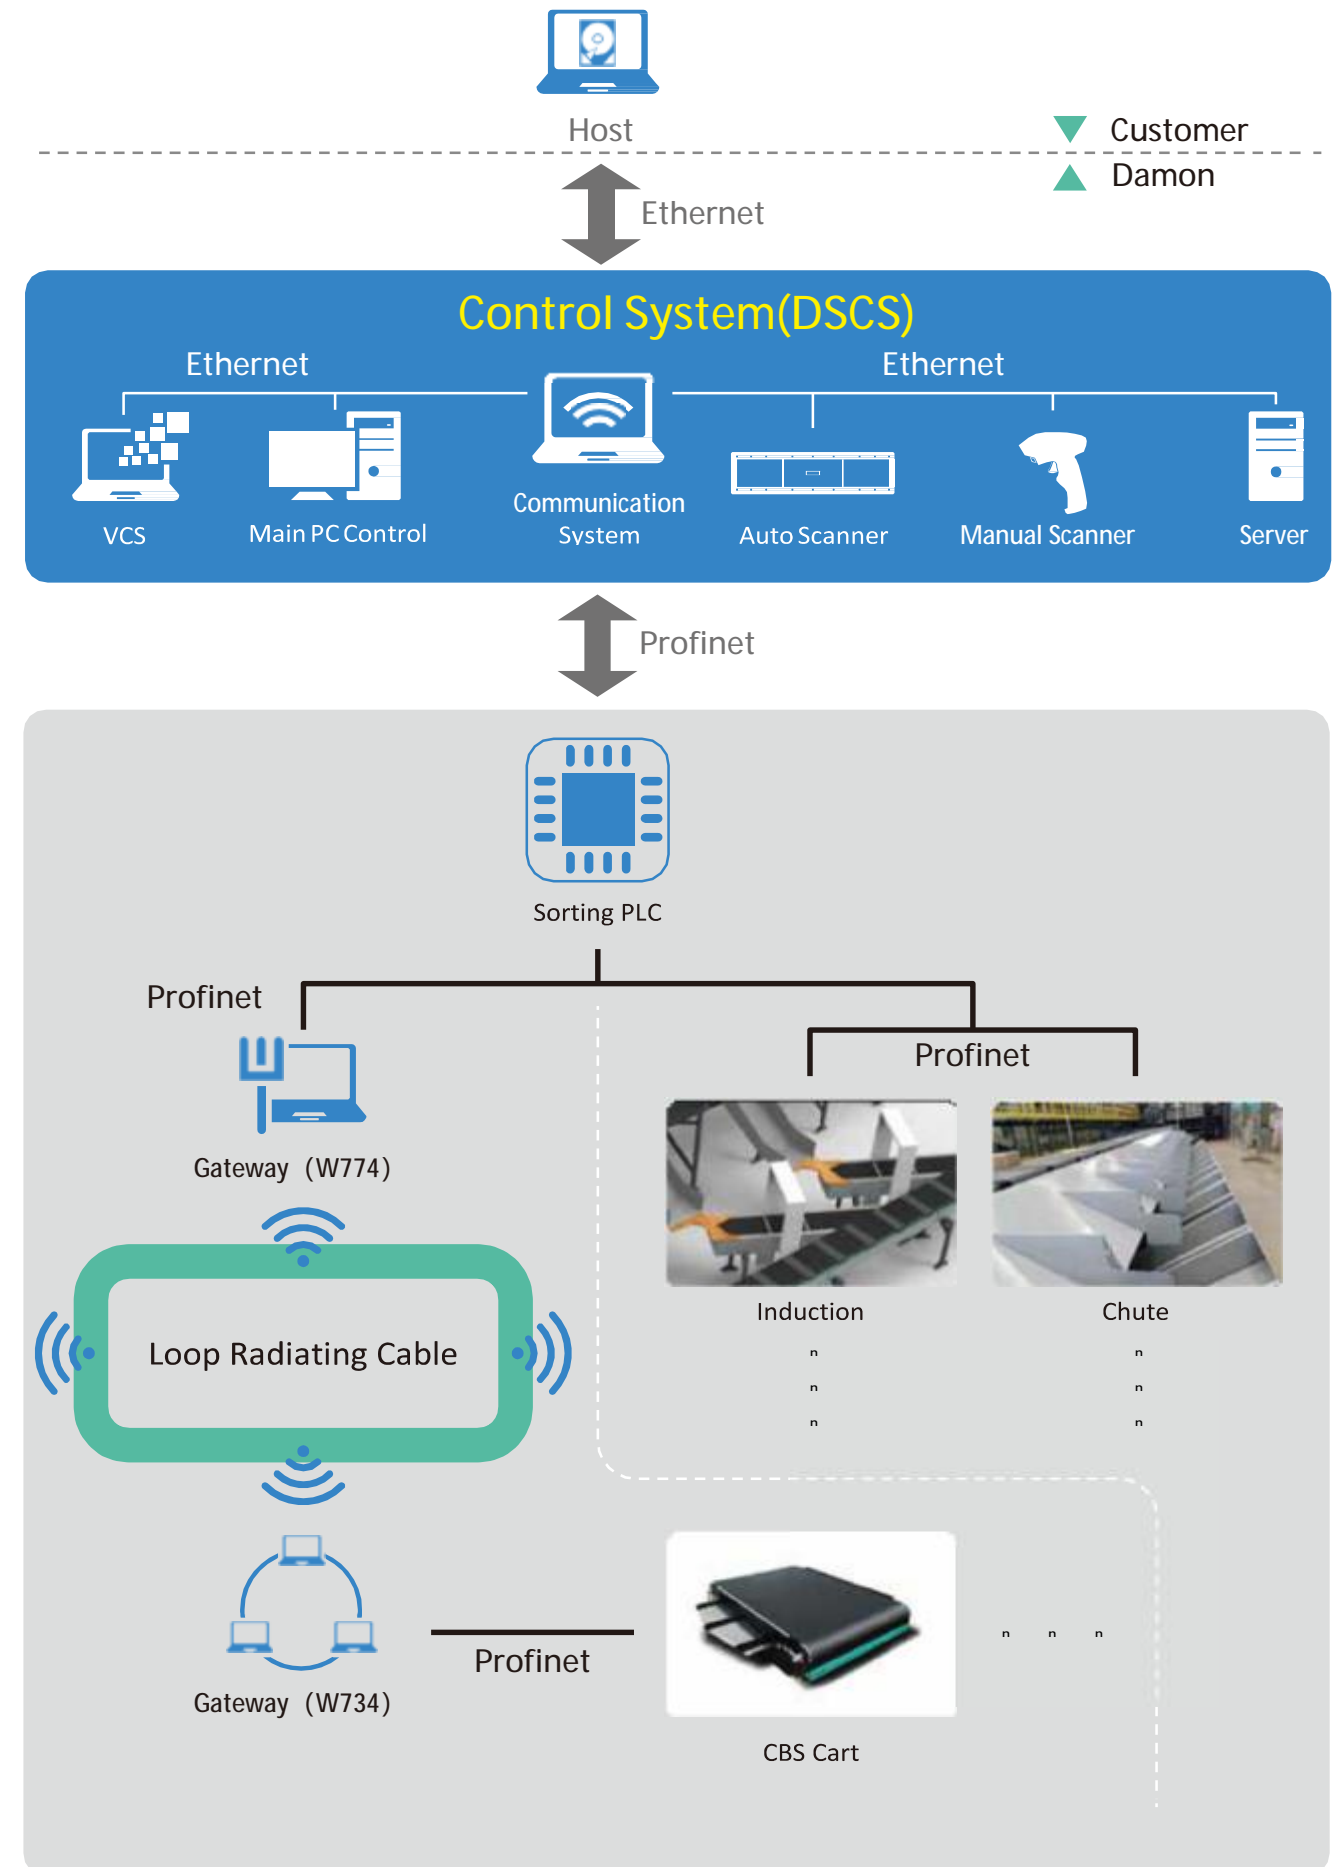 Host
Customer
Damon
Ethernet
Control System(DSCS)
Ethernet
Ethernet
VCS
Main PC Control
Communication
System
Auto Scanner
Manual Scanner
Server
Profinet
Sorting PLC
Profinet
Profinet
Gateway (W774)
Induction
Chute
Loop Radiating Cable
n n
n n
n n
Profinet
n n n
Gateway (W734)
CBS Cart